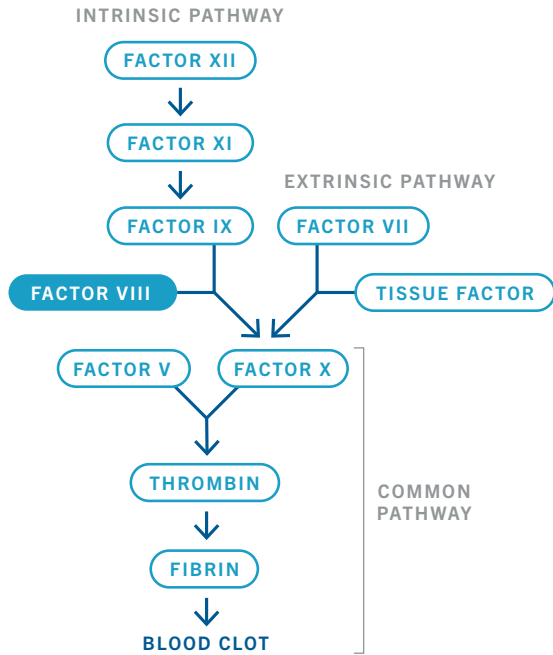 INTRINSIC PATHWAY
FACTOR XII
FACTOR XI
EXTRINSIC PATHWAY
FACTOR IX
FACTOR VII
FACTOR VIII
TISSUE FACTOR
FACTOR V
FACTOR X
THROMBIN
COMMON
PATHWAY
FIBRIN
BLOOD CLOT